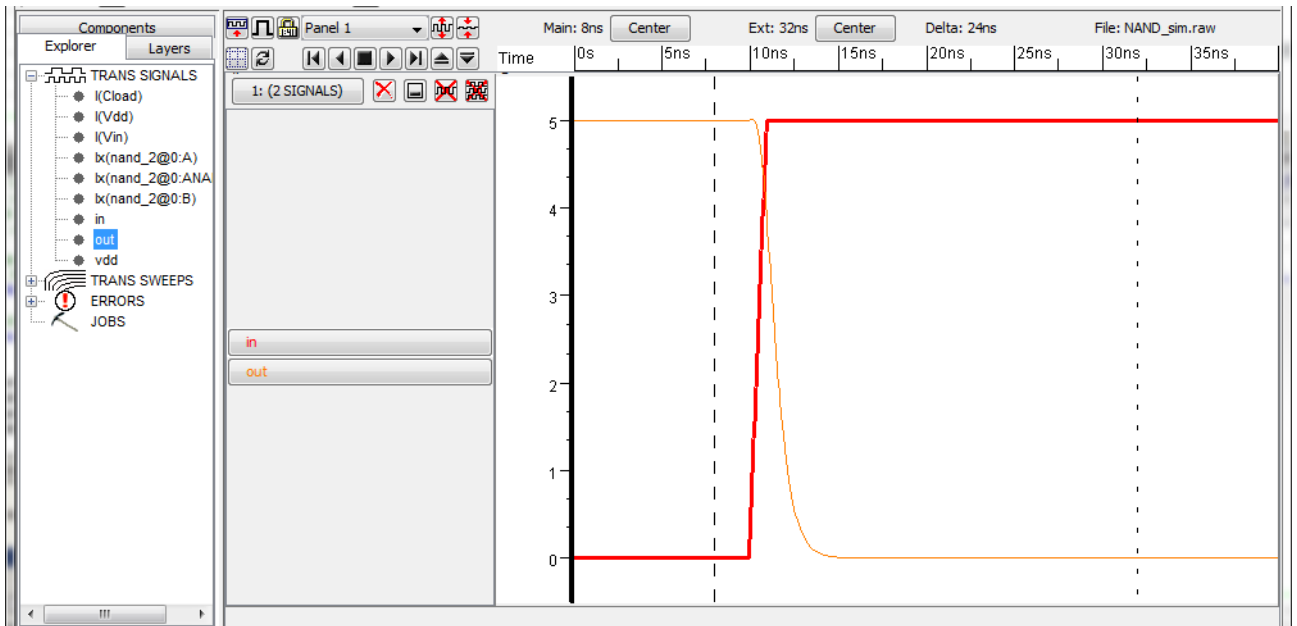 Components
Explorer Layers
TRANS SIGNALS
I(Cload)
I(Vdd)
I(Vin)
Ix(nand_2@0:A)
Ix(nand_2@0:ANA
Ix(nand_2@0:B)
in
out
vdd
TRANS SWEEPS
ERRORS
JOBS
Panel 1
Main: 8ns Center Ext: 32ns Center Delta: 24ns File: NAND_sim.raw
Time 0s 5ns 10ns 15ns 20ns 25ns 30ns 35ns
1: (2 SIGNALS)
in
out
5
4
3
2
1
0